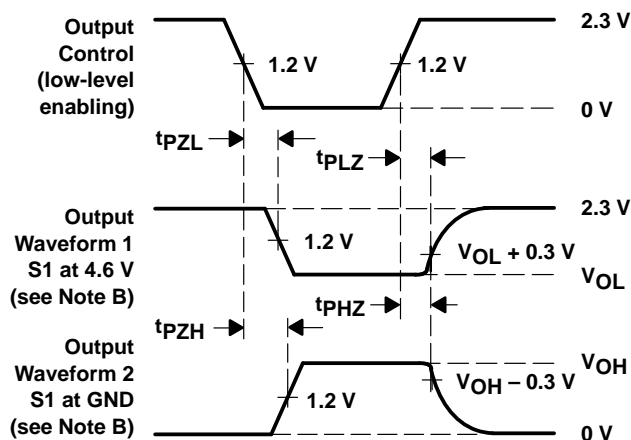 Output
Control
(low-level
enabling)
1.2 V
1.2 V
2.3 V
0 V
tPZL
tPLZ
Output
Waveform 1
S1 at 4.6 V
(see Note B)
1.2 V
2.3 V
VOL + 0.3 V
VOL
tPZH
tPHZ
Output
Waveform 2
S1 at GND
(see Note B)
1.2 V
VOH
VOH − 0.3 V
0 V